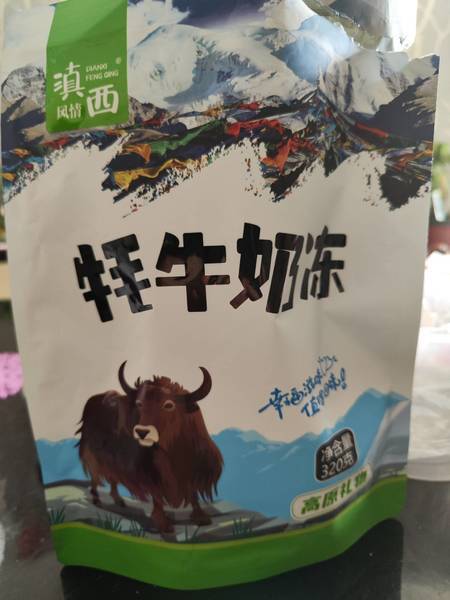 DIANXI
FENG QING
滇西
风情
牦牛奶冻
净含量
320克
高原礼物